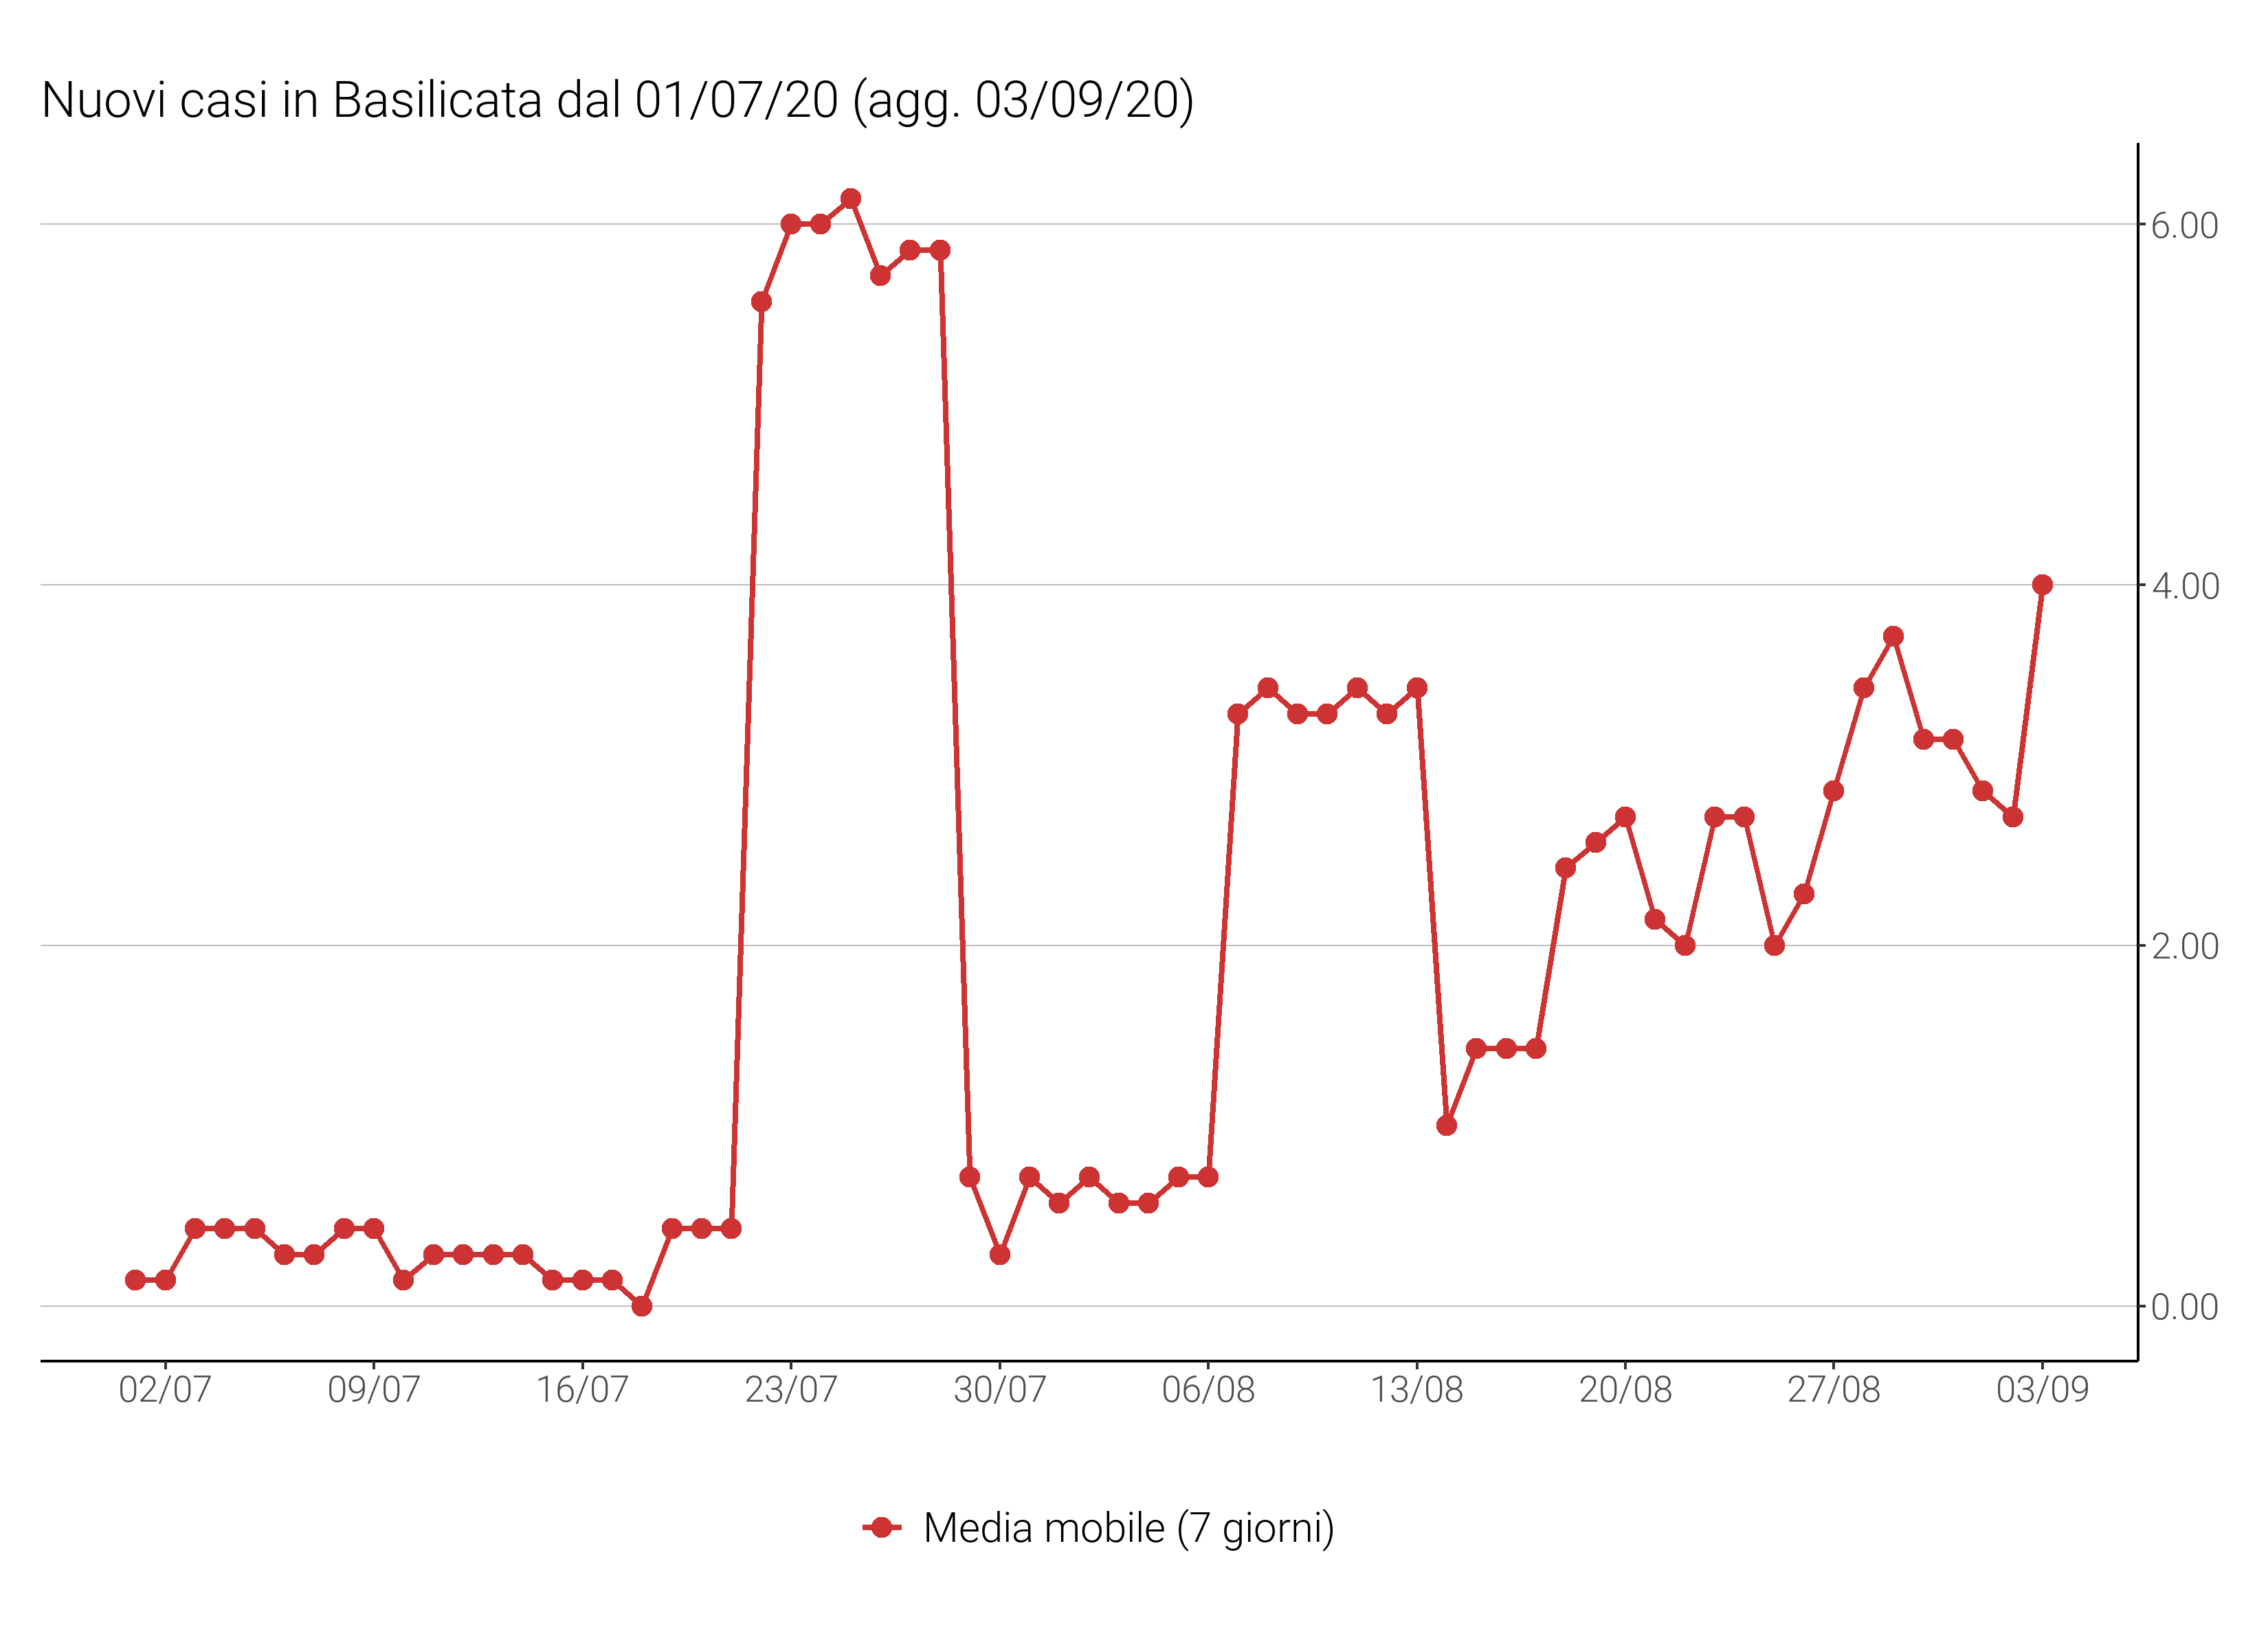 Nuovi casi in Basilicata dal 01/07/20 (agg. 03/09/20)
6.00
4.00
2.00
0.00
02/07 09/07 16/07 23/07 30/07 06/08 13/08 20/08 27/08 03/09
Media mobile (7 giorni)